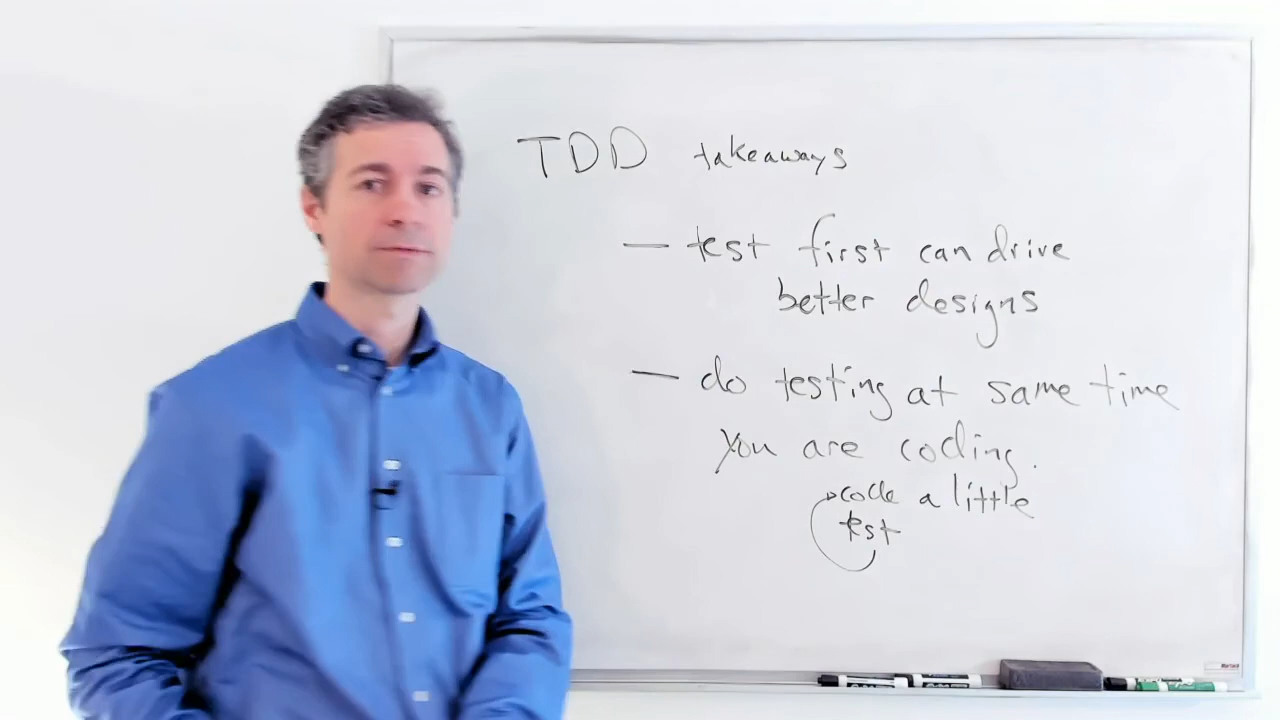 TDD takeaways
— test first can drive
better designs
— do testing at same time
you are coding.
code a little
test